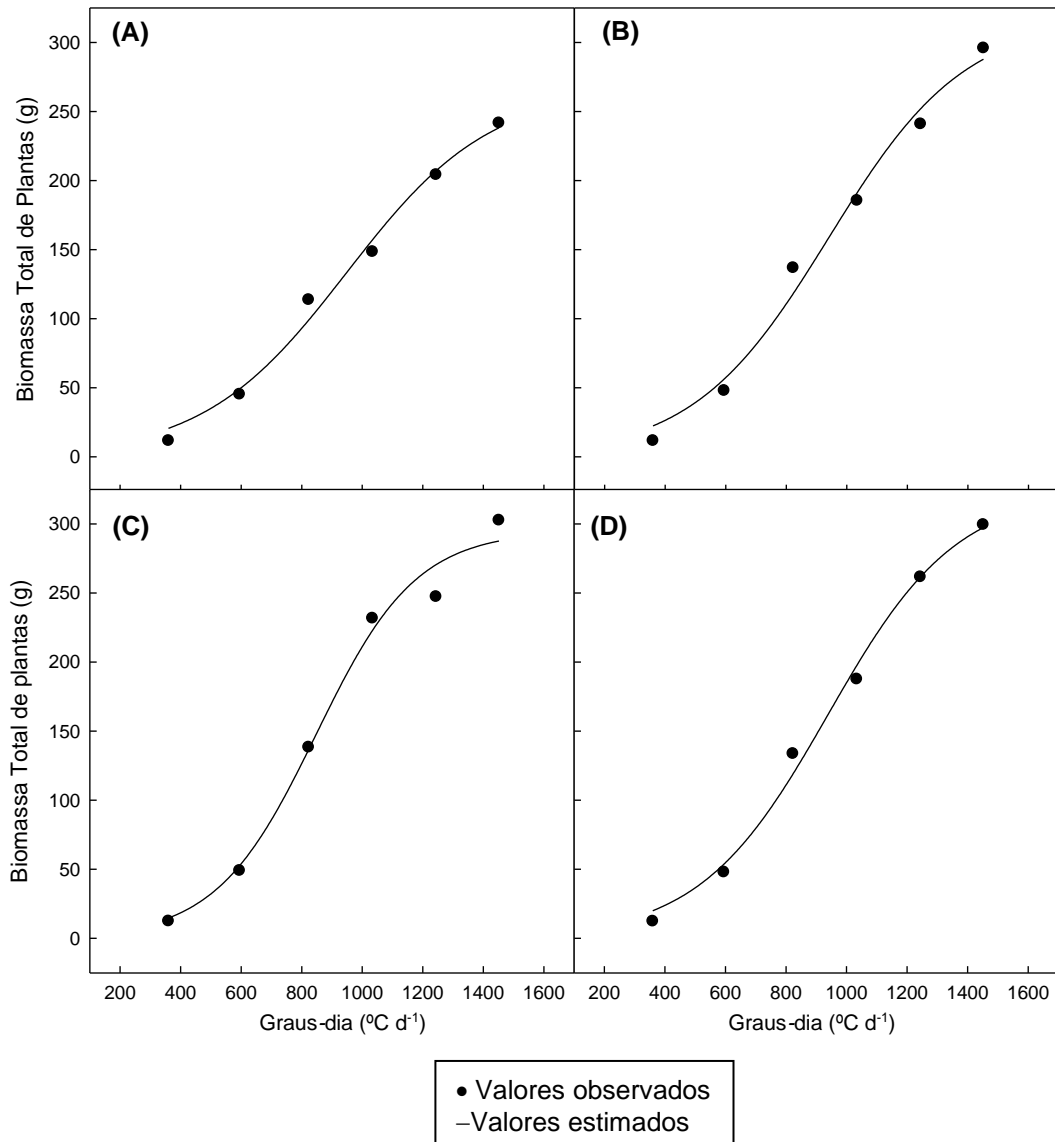 (A)
(B)
300
250
200
150
100
50
0
Biomassa Total de Plantas (g)
(C)
(D)
300
250
200
150
100
50
0
Biomassa Total de plantas (g)
200 400 600 800 1000 1200 1400 1600
200 400 600 800 1000 1200 1400 1600
Graus-dia (ºC d-1)
Graus-dia (ºC d-1)
● Valores observados
–Valores estimados